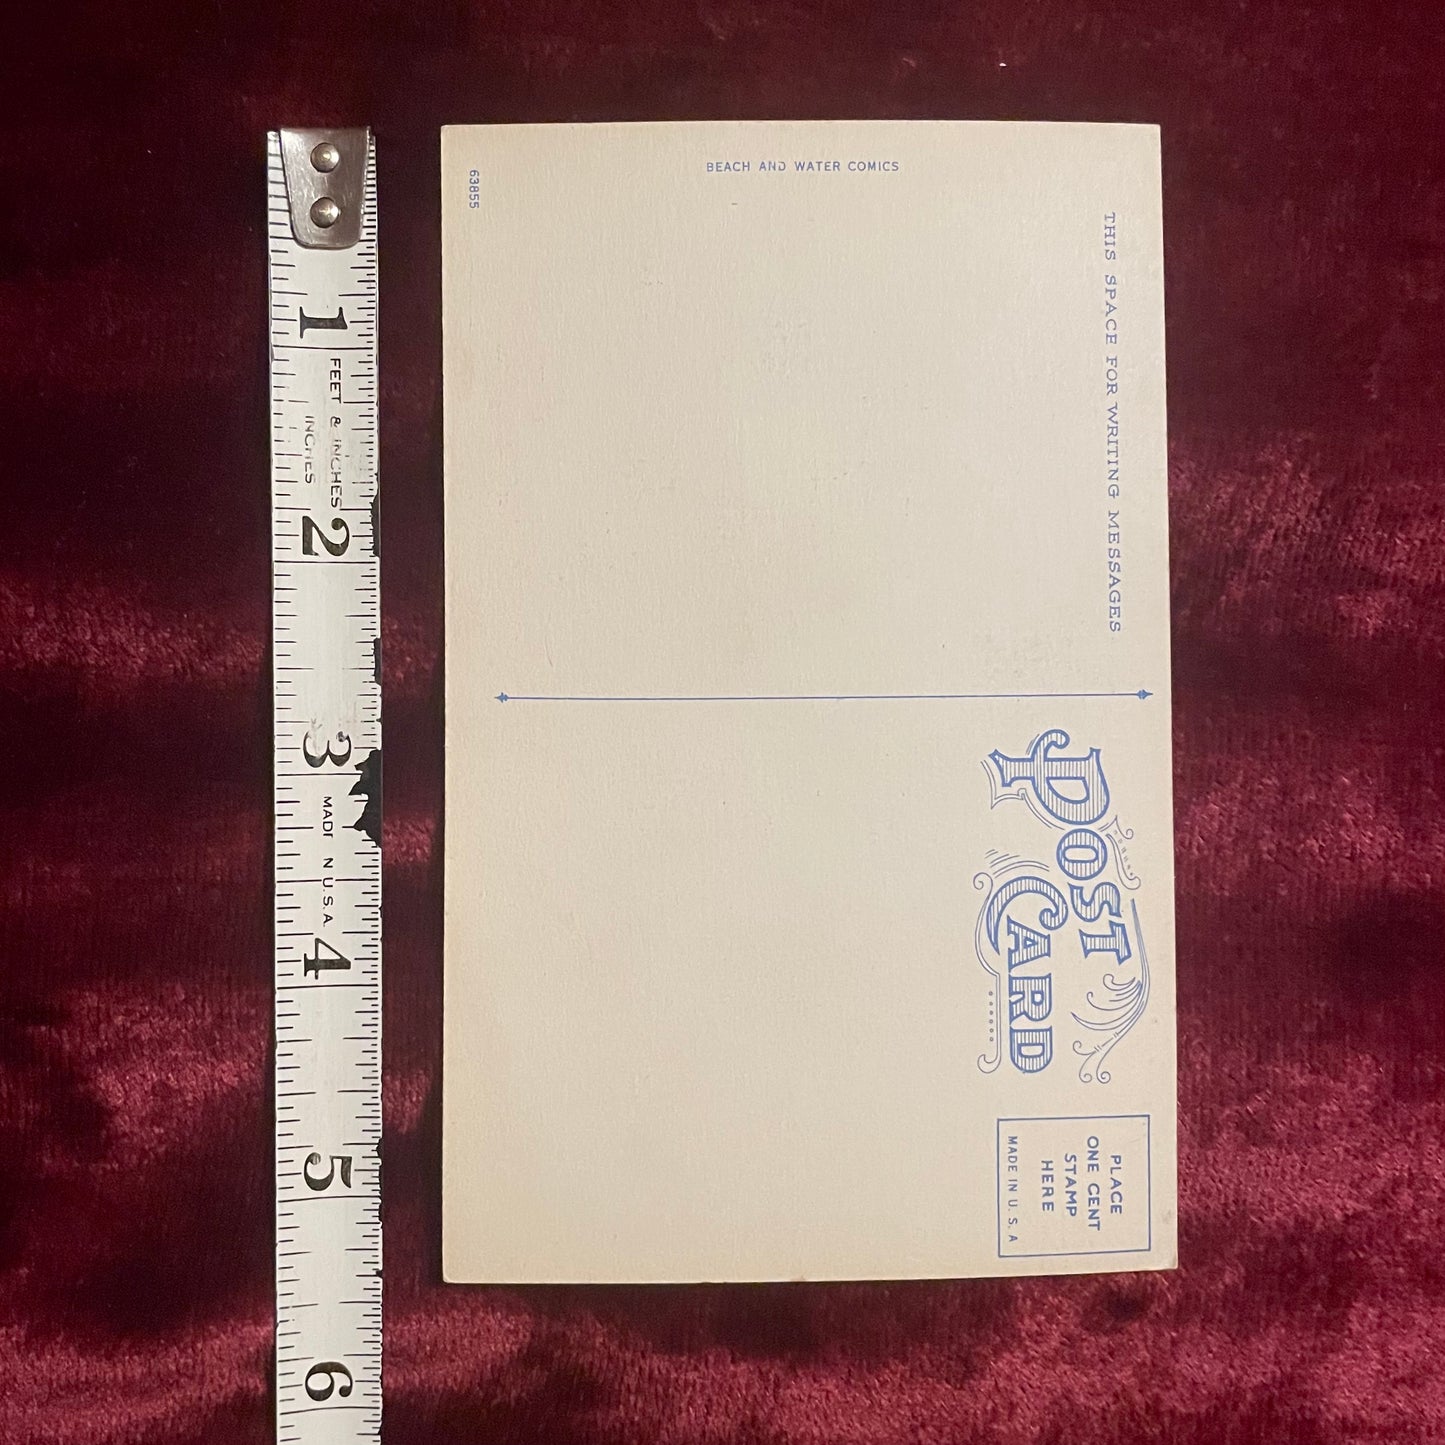 1
FEET & INCHES
INCHES
2
3
MADE N U.S.A.
4
5
6
BEACH AND WATER COMICS
63855
THIS SPACE FOR WRITING MESSAGES
POST
CARD
PLACE
ONE CENT
STAMP
HERE
MADE IN U. S. A